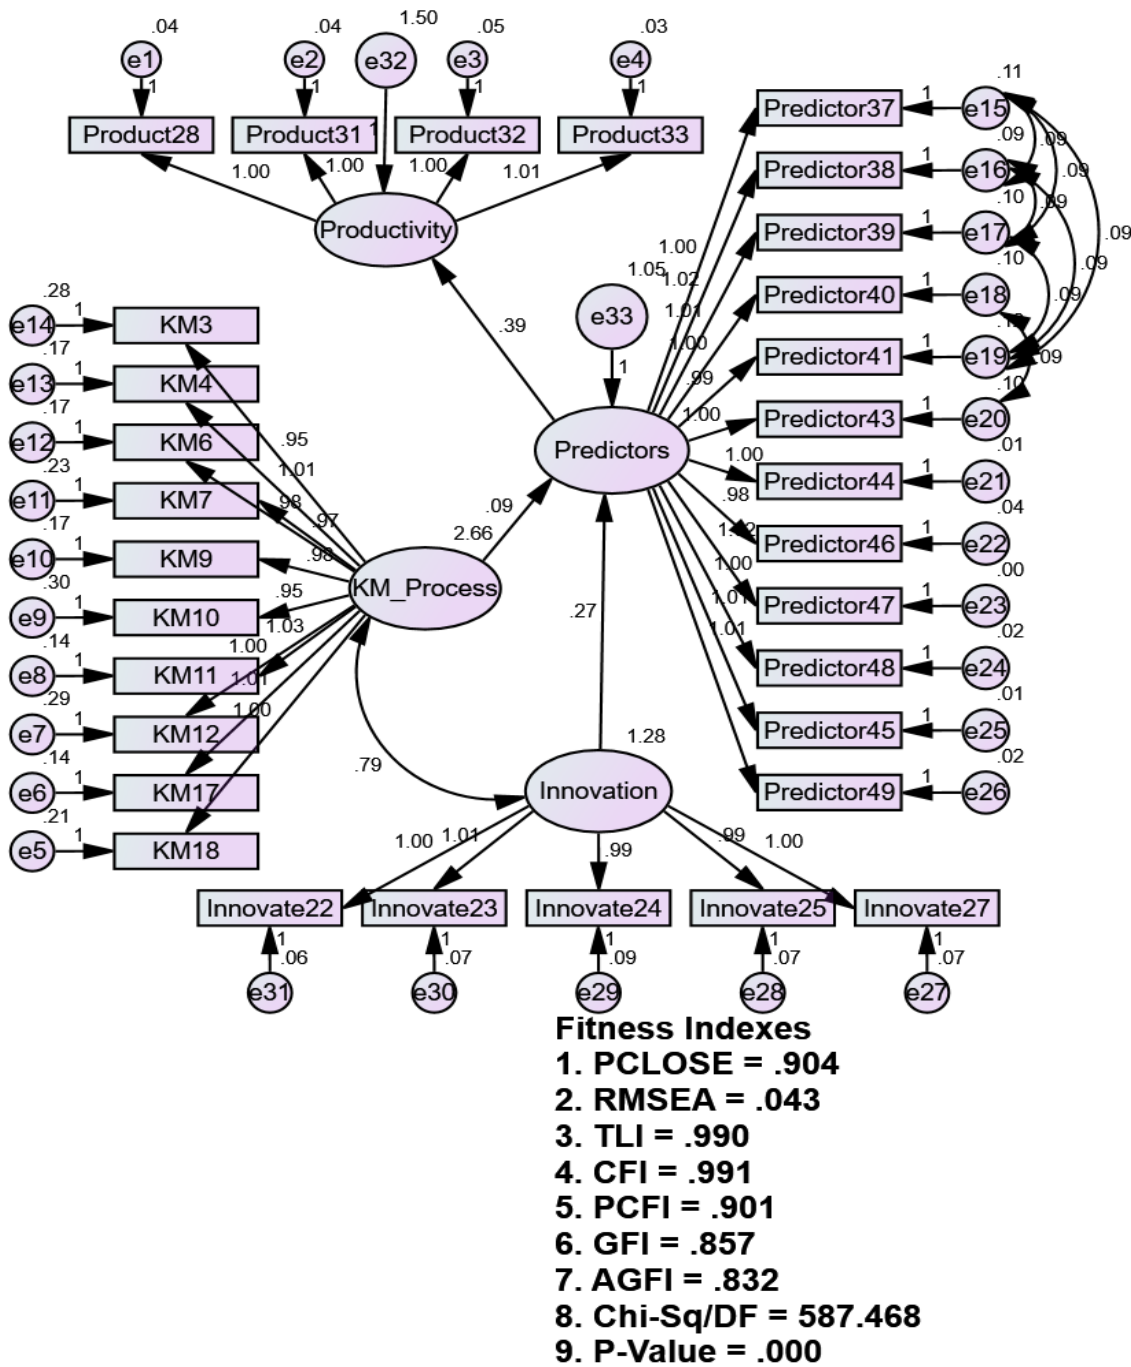 .04 .04 1.50 .05 .03
e1 e2 e32 e3 e4
1 1 1 1
Product28 Product31 1 Product32 Product33
1.00 1.00 1.00 1.01
Productivity
.11
Predictor37 1 e15
.09 .09
Predictor38 1 e16 .09
.10 .09
Predictor39 1 e17 .09
.10 .09
Predictor40 1 e18 .09
Predictor41 1 e19 .09
.10
Predictor43 1 e20
.01
Predictor44 1 e21
.04
Predictor46 1 e22
.00
Predictor47 1 e23
.02
Predictor48 1 e24
.01
Predictor45 1 e25
.02
Predictor49 1 e26
1.00
1.02
1.01
1.00
.99
1.00
1.00
.98
1.00
1.01
1.01
1.05
e33
1
.39
Predictors
.28
e14 1 KM3
.17
e13 1 KM4
.17
e12 1 KM6
.23
e11 1 KM7
.17
e10 1 KM9
.30
e9 1 KM10
.14
e8 1 KM11
.29
e7 1 KM12
.14
e6 1 KM17
.21
e5 1 KM18
.95
1.01
.98
.97
.98
.95
1.03
1.00
1.01
1.00
2.66
.09
KM_Process
.27
.79
1.28
Innovation
1.00 1.01 .99 .99 1.00
Innovate22 Innovate23 Innovate24 Innovate25 Innovate27
1 1 1 1 1
.06 .07 .09 .07 .07
e31 e30 e29 e28 e27
Fitness Indexes
1. PCLOSE = .904
2. RMSEA = .043
3. TLI = .990
4. CFI = .991
5. PCFI = .901
6. GFI = .857
7. AGFI = .832
8. Chi-Sq/DF = 587.468
9. P-Value = .000